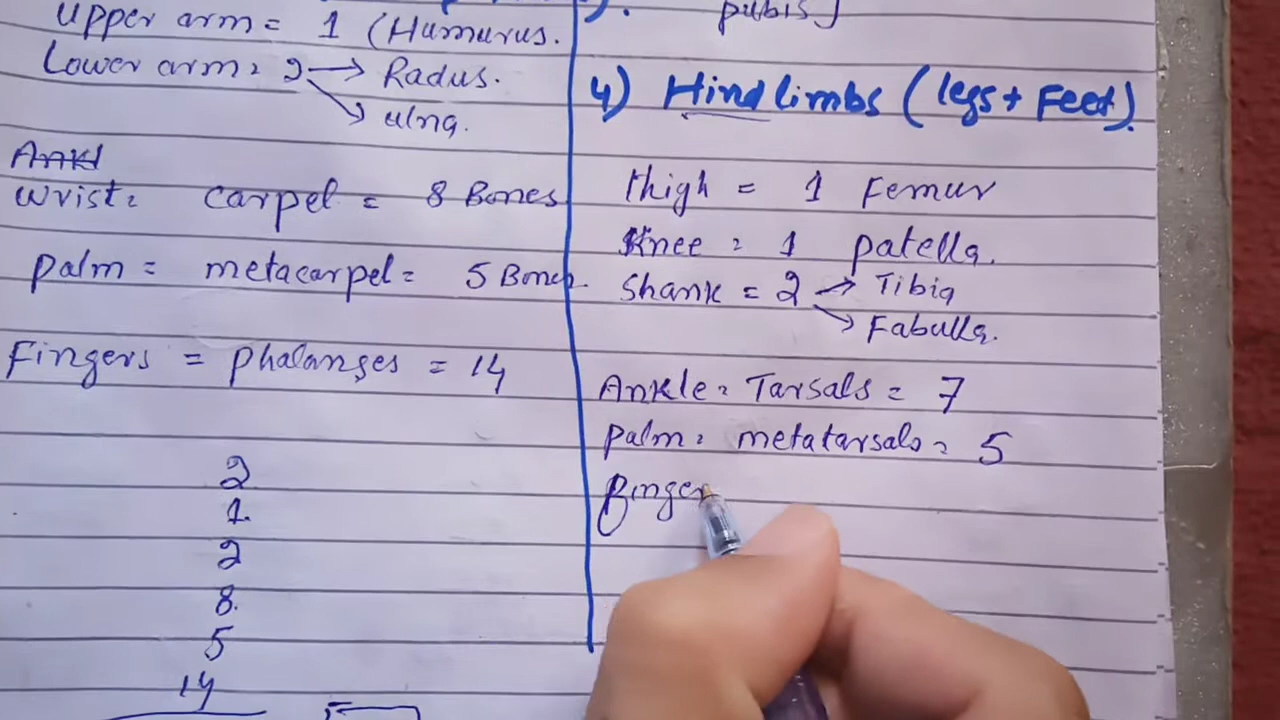 Upper arm = 1 (Humurus.
Lower arm = 2 → Radus.
↘ ulna.
Ankl
Wrist = carpel = 8 Bones
Palm = metacarpel = 5 Bones.
Fingers = Phalanges = 14
2
1.
2
8.
5
14
pubis)
4) Hind limbs (legs + Feet).
Thigh = 1 Femur
Knee = 1 patella.
Shank = 2 → Tibia
↘ Fabulla.
Ankle = Tarsals = 7
Palm = metatarsals = 5
Finger